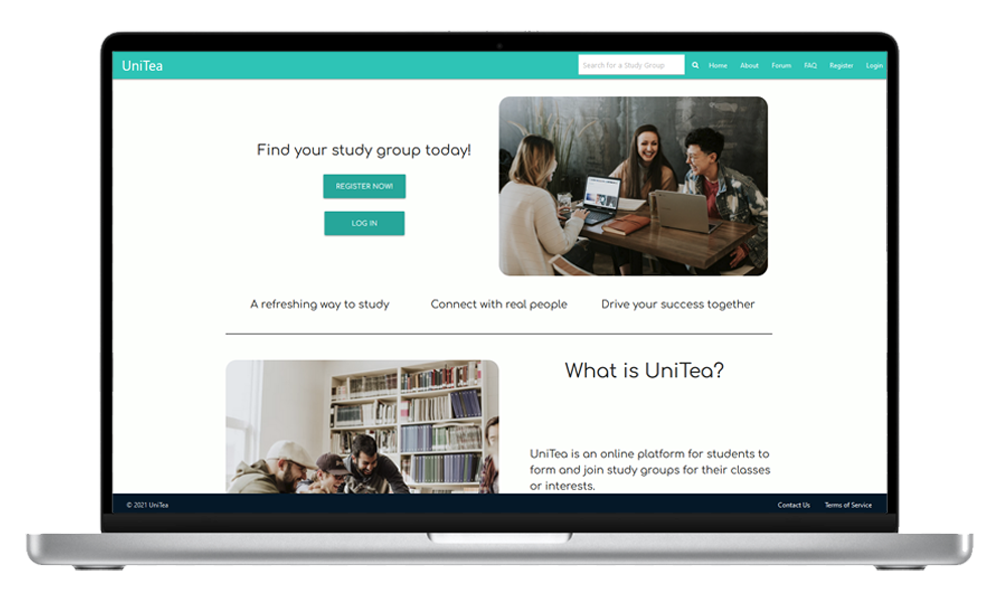 UniTea
Search for a Study Group
Home
About
Forum
FAQ
Register
Login
Find your study group today!
REGISTER NOW!
LOG IN
A refreshing way to study
Connect with real people
Drive your success together
What is UniTea?
UniTea is an online platform for students to
form and join study groups for their classes
or interests.
© 2021 UniTea
Contact Us
Terms of Service